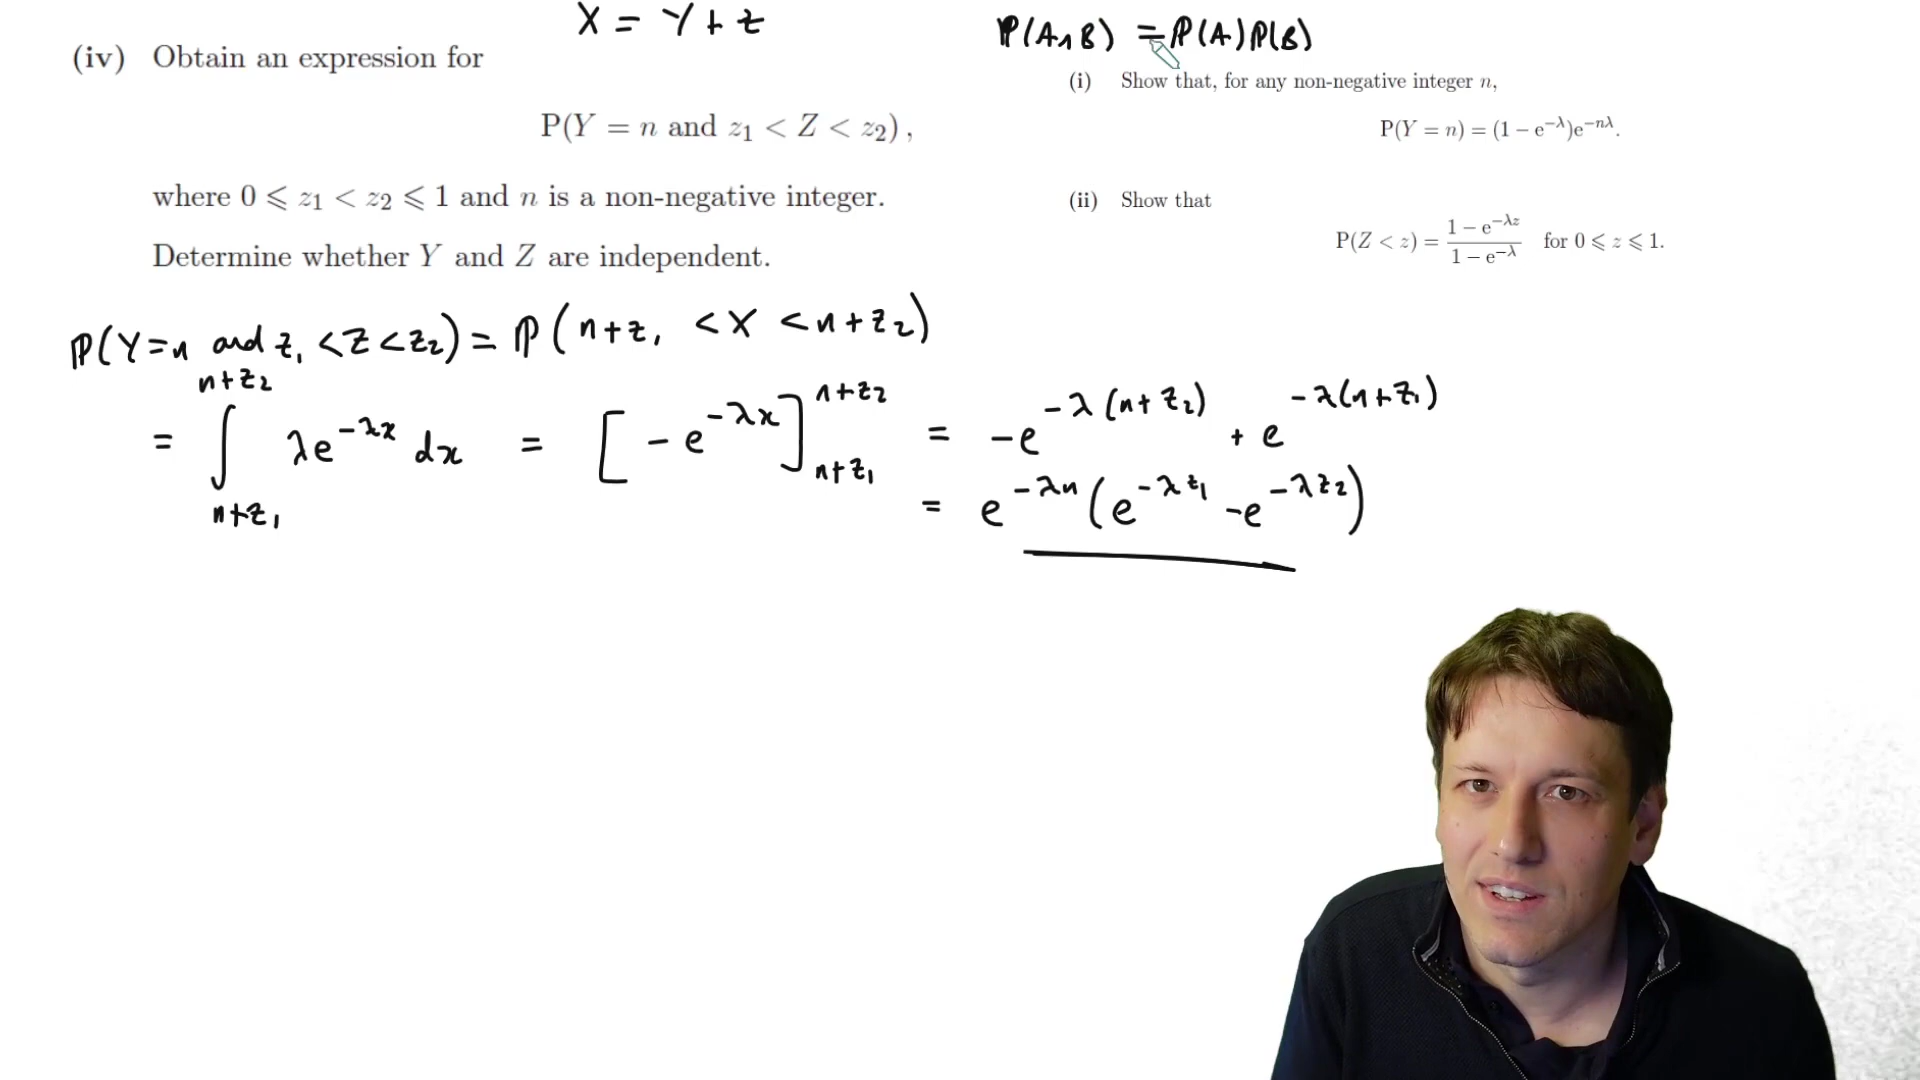 X = Y + Z
(iv) Obtain an expression for
P(Y = n and z₁ < Z < z₂) ,
where 0 ⩽ z₁ < z₂ ⩽ 1 and n is a non-negative integer.
Determine whether Y and Z are independent.
ℙ(A∩B) = ℙ(A)ℙ(B)
(i) Show that, for any non-negative integer n,
P(Y = n) = (1 − e^{−λ})e^{−nλ}.
(ii) Show that
P(Z < z) = \frac{1 − e^{−λz}}{1 − e^{−λ}} for 0 ⩽ z ⩽ 1.
ℙ(Y=n and z₁ < Z < z₂) = ℙ(n+z₁ < X < n+z₂)
= ∫_{n+z₁}^{n+z₂} λe^{−λx} dx = [−e^{−λx}]_{n+z₁}^{n+z₂} = −e^{−λ(n+z₂)} + e^{−λ(n+z₁)}
= e^{−λn}(e^{−λz₁} − e^{−λz₂})